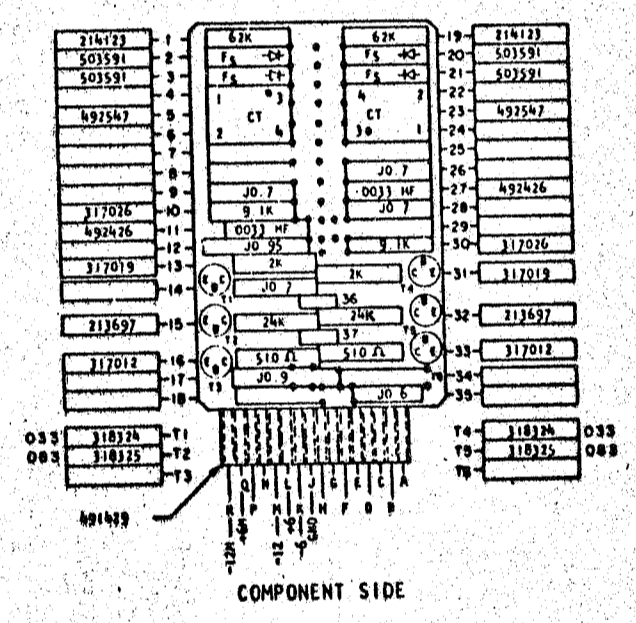 214123 1 62K 62K 19 214123
503591 2 FS FS 20 503591
503591 3 FS FS 21 503591
4 1 3 4 2 22
492547 5 CT CT 23 492547
6 2 4 3 1 24
7 25
8 J0.7 26
9 J0.7 .0033 MF 27 492426
317026 10 9.1K J0.7 28
492426 11 .0033 MF 29
12 J0.95 9.1K 30 317026
317019 13 2K 2K E B C 31 317019
14 E B C J0.7 T4
T1 36
213697 15 E B C 24K 24K E B C 32 213697
T2 37 T5
317012 16 E B C 510 Ω 510 Ω E B C 33 317012
17 T3 J0.9 34
18 J0.6 35
033 318324 T1 T4 318324 033
083 318325 T2 T5 318325 083
T3 T6
491429
Q N L J G E C A
R P M K H F D B
-12M +6M -12 +6 -6 GND
COMPONENT SIDE